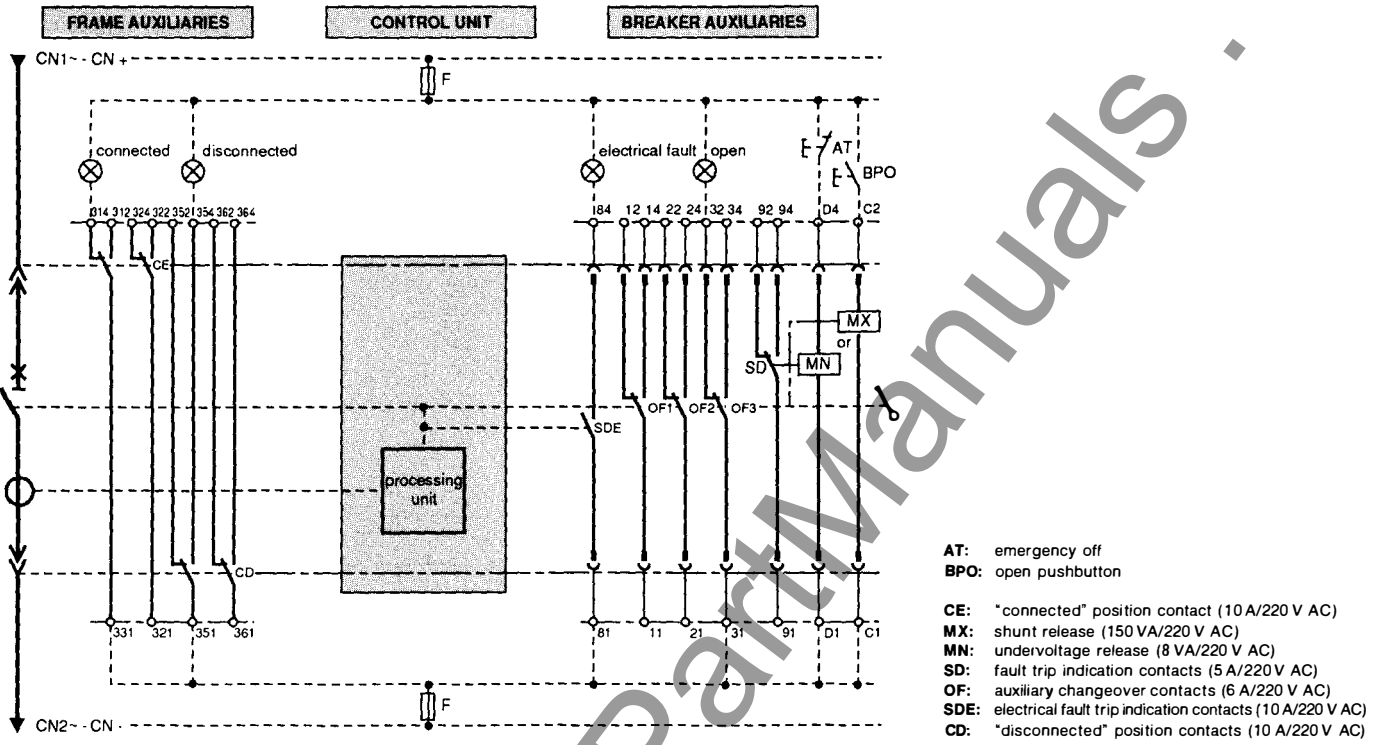 FRAME AUXILIARIES CONTROL UNIT BREAKER AUXILIARIES
CN1~ - CN +
F
connected disconnected electrical fault open AT
BPO
314 312 324 322 352 354 362 364 84 12 14 22 24 32 34 92 94 D4 C2
CE
MX
or
SD MN
OF1 OF2 OF3
SDE
processing
unit
CD
331 321 351 361 81 11 21 31 91 D1 C1
F
CN2~ - CN -
AT: emergency off
BPO: open pushbutton
CE: "connected" position contact (10 A/220 V AC)
MX: shunt release (150 VA/220 V AC)
MN: undervoltage release (8 VA/220 V AC)
SD: fault trip indication contacts (5 A/220 V AC)
OF: auxiliary changeover contacts (6 A/220 V AC)
SDE: electrical fault trip indication contacts (10 A/220 V AC)
CD: "disconnected" position contacts (10 A/220 V AC)
PartManuals .